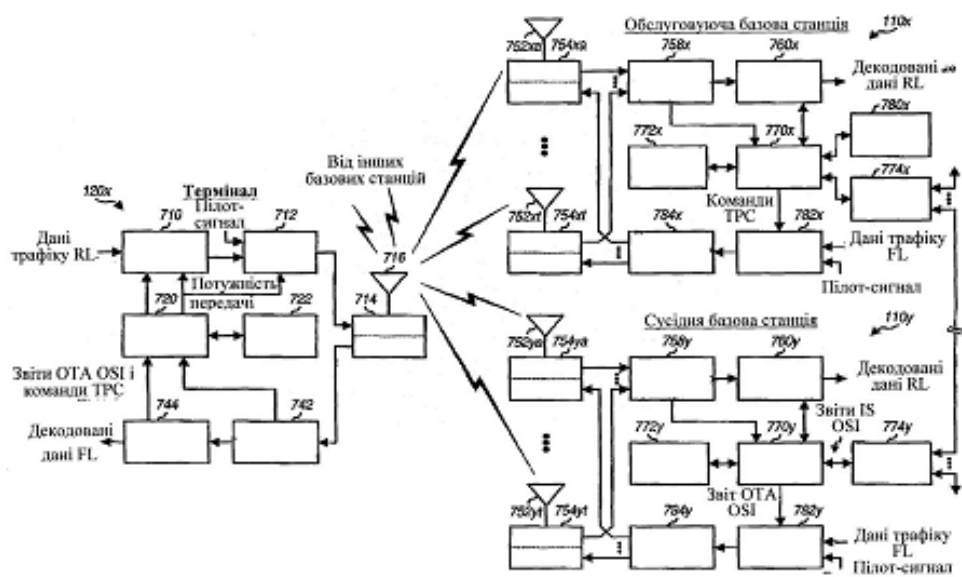 Обслуговуюча базова станція
110x
752xa
754xa
758x
760x
Декодовані
дані RL
780x
772x
770x
774x
Команди
TPC
752xt
754xt
784x
782x
Дані трафіку
FL
Пілот-сигнал
Від інших
базових станцій
120x
Термінал
Пілот-
сигнал
710
712
Дані
трафіку RL
716
Потужність
передачі
720
722
714
Звіти OTA OSI і
команди TPC
744
742
Декодовані
дані FL
Сусідня базова станція
110y
752ya
754ya
758y
760y
Декодовані
дані RL
Звіти IS
OSI
772y
770y
774y
Звіт OTA
OSI
752yt
754yt
784y
782y
Дані трафіку
FL
Пілот-сигнал